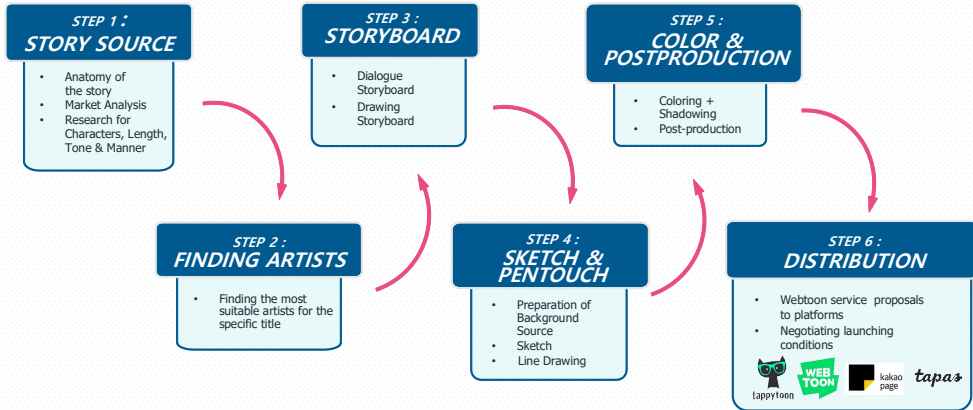 STEP 1 :
STORY SOURCE
• Anatomy of
the story
• Market Analysis
• Research for
Characters, Length,
Tone & Manner
STEP 2 :
FINDING ARTISTS
• Finding the most
suitable artists for the
specific title
STEP 3 :
STORYBOARD
• Dialogue
Storyboard
• Drawing
Storyboard
STEP 4 :
SKETCH &
PENTOUCH
• Preparation of
Background
Source
• Sketch
• Line Drawing
STEP 5 :
COLOR &
POSTPRODUCTION
• Coloring +
Shadowing
• Post-production
STEP 6 :
DISTRIBUTION
• Webtoon service proposals
to platforms
• Negotiating launching
conditions
tappytoon
WEB
TOON
kakao
page
tapas